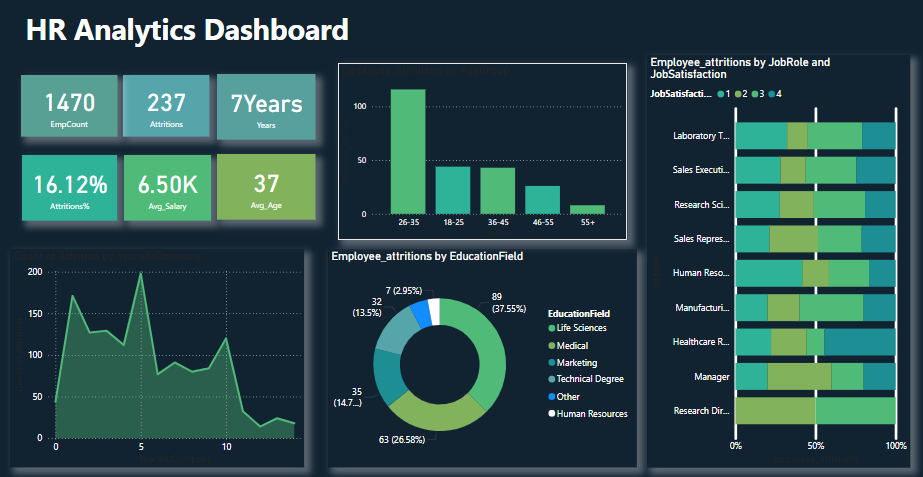 HR Analytics Dashboard
1470
EmpCount
237
Attritions
7Years
Years
16.12%
Attritions%
6.50K
Avg_Salary
37
Avg_Age
100
50
0
26-35
18-25
36-45
46-55
55+
Employee_attritions by JobRole and
JobSatisfaction
JobSatisfacti...
1
2
3
4
Laboratory T...
Sales Executi...
Research Sci...
Sales Repres...
Human Reso...
Manufacturi...
Healthcare R...
Manager
Research Dir...
0%
50%
100%
200
150
100
50
0
0
5
10
Employee_attritions by EducationField
7 (2.95%)
32
(13.5%)
89
(37.55%)
35
(14.7...)
63 (26.58%)
EducationField
Life Sciences
Medical
Marketing
Technical Degree
Other
Human Resources